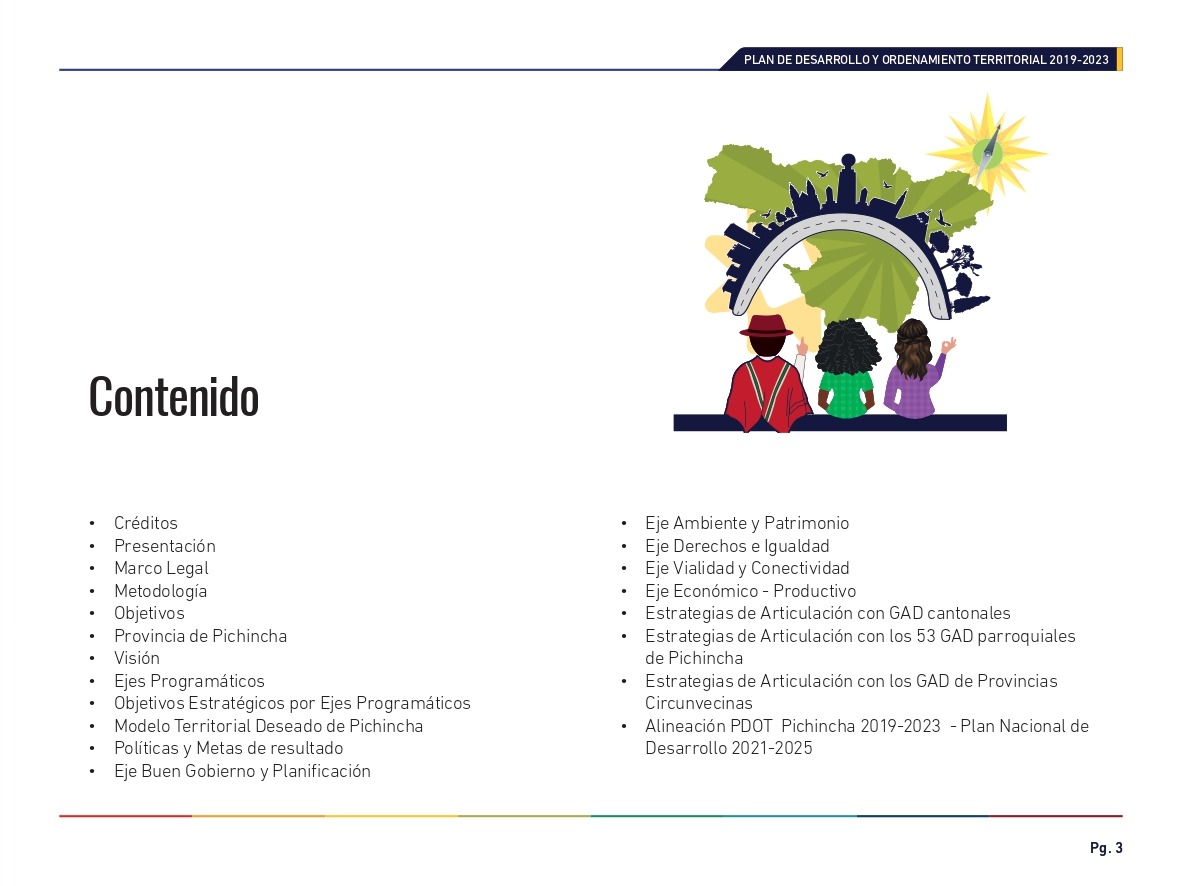 PLAN DE DESARROLLO Y ORDENAMIENTO TERRITORIAL 2019-2023
Contenido
• Créditos
• Presentación
• Marco Legal
• Metodología
• Objetivos
• Provincia de Pichincha
• Visión
• Ejes Programáticos
• Objetivos Estratégicos por Ejes Programáticos
• Modelo Territorial Deseado de Pichincha
• Políticas y Metas de resultado
• Eje Buen Gobierno y Planificación
• Eje Ambiente y Patrimonio
• Eje Derechos e Igualdad
• Eje Vialidad y Conectividad
• Eje Económico - Productivo
• Estrategias de Articulación con GAD cantonales
• Estrategias de Articulación con los 53 GAD parroquiales
de Pichincha
• Estrategias de Articulación con los GAD de Provincias
Circunvecinas
• Alineación PDOT  Pichincha 2019-2023  - Plan Nacional de
Desarrollo 2021-2025
Pg. 3